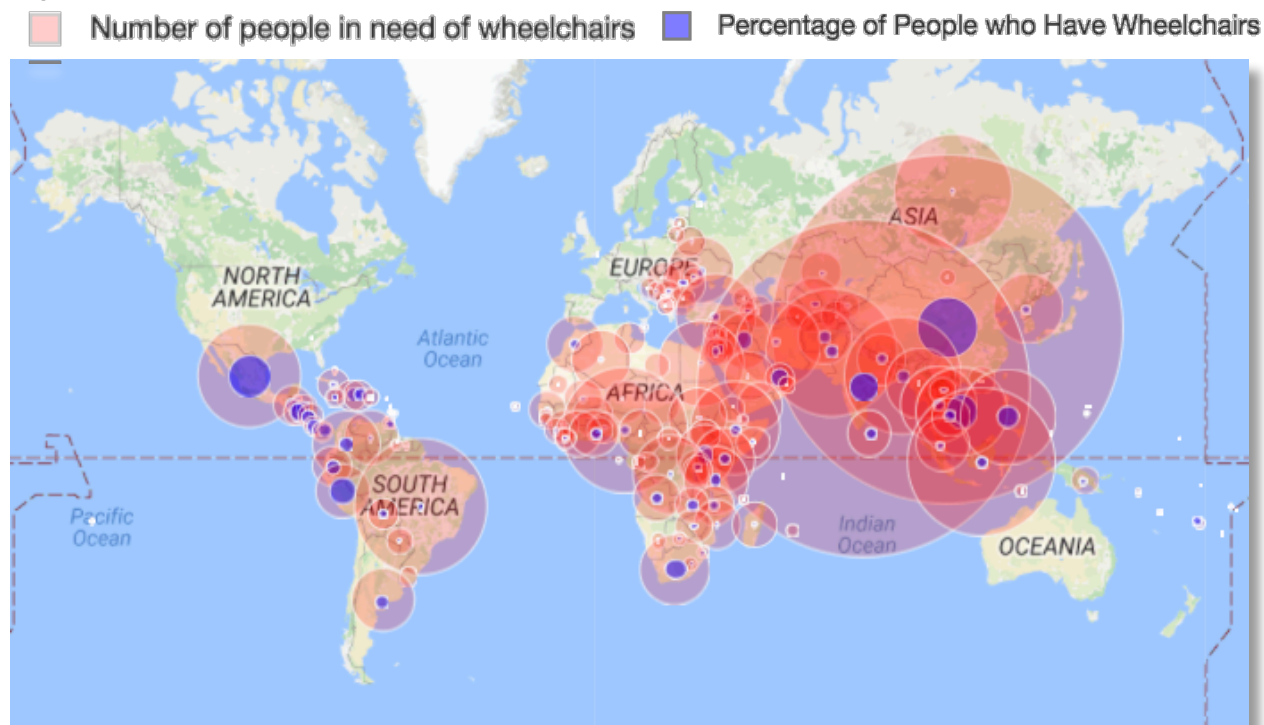 Number of people in need of wheelchairs
Percentage of People who Have Wheelchairs
ASIA
NORTH
AMERICA
EUROPE
Atlantic
Ocean
AFRICA
SOUTH
AMERICA
Pacific
Ocean
Indian
Ocean
OCEANIA